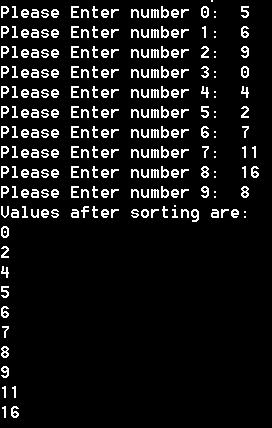 Please Enter number 0:  5
Please Enter number 1:  6
Please Enter number 2:  9
Please Enter number 3:  0
Please Enter number 4:  4
Please Enter number 5:  2
Please Enter number 6:  7
Please Enter number 7:  11
Please Enter number 8:  16
Please Enter number 9:  8
Values after sorting are:
0
2
4
5
6
7
8
9
11
16